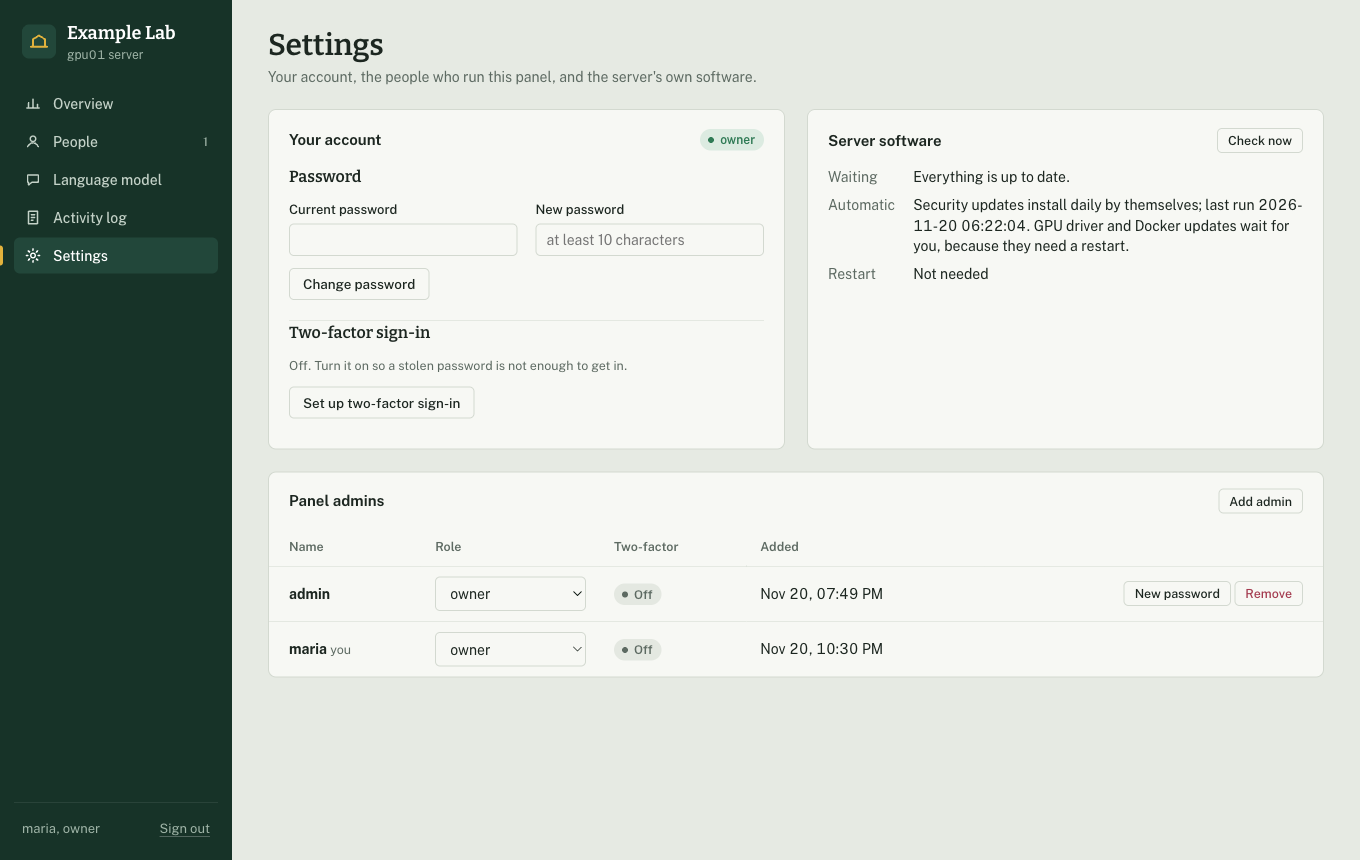 Example Lab
gpu01 server
Overview
People 1
Language model
Activity log
Settings
maria, owner Sign out
Settings
Your account, the people who run this panel, and the server's own software.
Your account owner
Password
Current password New password
at least 10 characters
Change password
Two-factor sign-in
Off. Turn it on so a stolen password is not enough to get in.
Set up two-factor sign-in
Server software Check now
Waiting Everything is up to date.
Automatic Security updates install daily by themselves; last run 2026-
11-20 06:22:04. GPU driver and Docker updates wait for
you, because they need a restart.
Restart Not needed
Panel admins Add admin
Name Role Two-factor Added
admin owner Off Nov 20, 07:49 PM New password Remove
maria you owner Off Nov 20, 10:30 PM